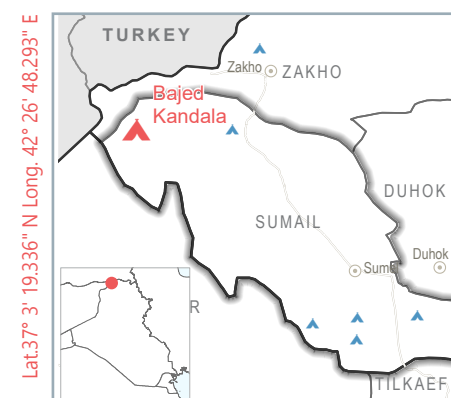 Lat.37° 3' 19.336" N Long. 42° 26' 48.293" E
TURKEY
Zakho
ZAKHO
Bajed
Kandala
DUHOK
SUMAIL
Duhok
R
TILKAEF